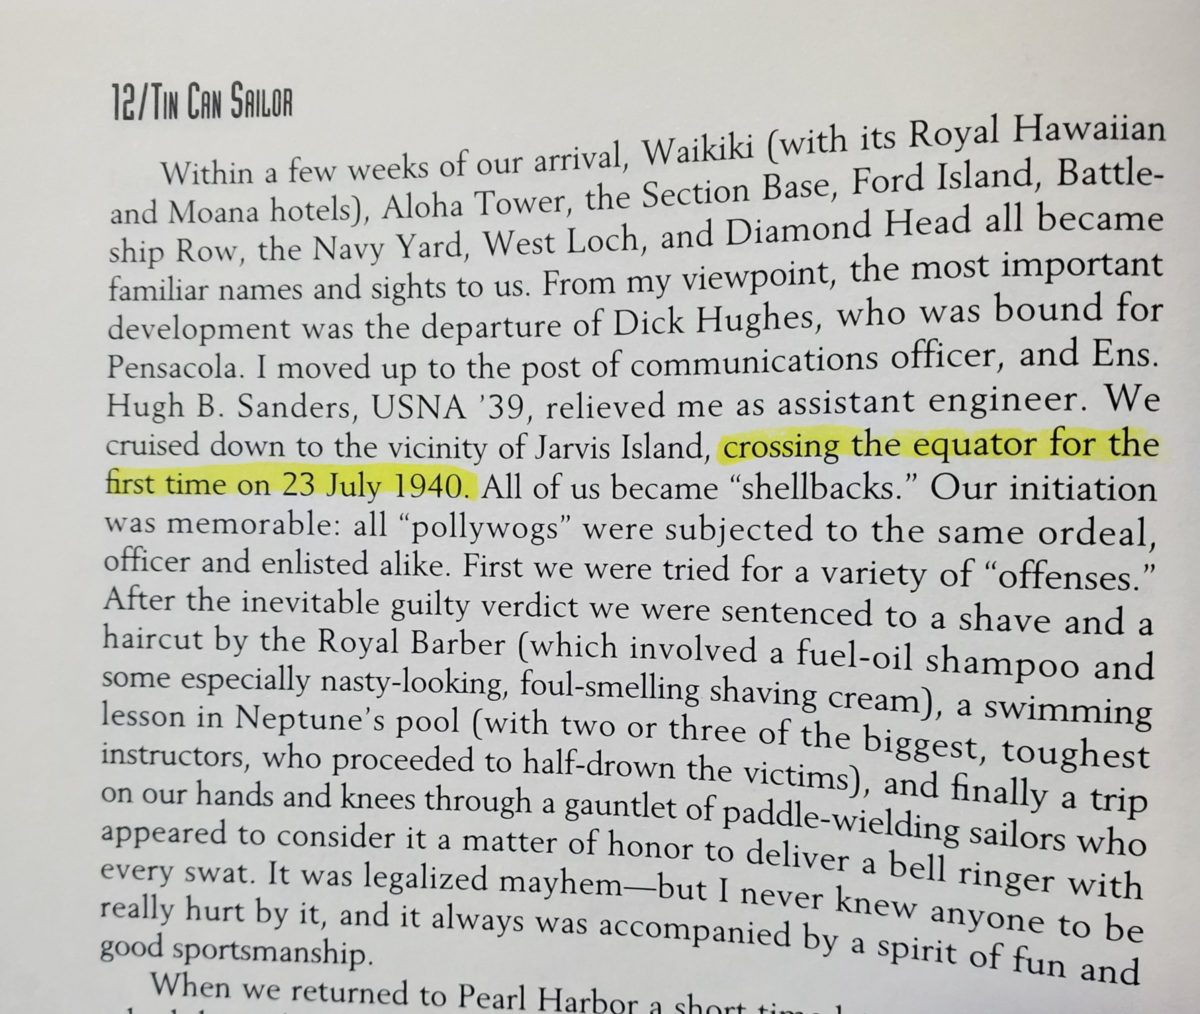 12/Tin Can Sailor
Within a few weeks of our arrival, Waikiki (with its Royal Hawaiian
and Moana hotels), Aloha Tower, the Section Base, Ford Island, Battle-
ship Row, the Navy Yard, West Loch, and Diamond Head all became
familiar names and sights to us. From my viewpoint, the most important
development was the departure of Dick Hughes, who was bound for
Pensacola. I moved up to the post of communications officer, and Ens.
Hugh B. Sanders, USNA ’39, relieved me as assistant engineer. We
cruised down to the vicinity of Jarvis Island, crossing the equator for the
first time on 23 July 1940. All of us became “shellbacks.” Our initiation
was memorable: all “pollywogs” were subjected to the same ordeal,
officer and enlisted alike. First we were tried for a variety of “offenses.”
After the inevitable guilty verdict we were sentenced to a shave and a
haircut by the Royal Barber (which involved a fuel-oil shampoo and
some especially nasty-looking, foul-smelling shaving cream), a swimming
lesson in Neptune’s pool (with two or three of the biggest, toughest
instructors, who proceeded to half-drown the victims), and finally a trip
on our hands and knees through a gauntlet of paddle-wielding sailors who
appeared to consider it a matter of honor to deliver a bell ringer with
every swat. It was legalized mayhem—but I never knew anyone to be
really hurt by it, and it always was accompanied by a spirit of fun and
good sportsmanship.
When we returned to Pearl Harbor a short time